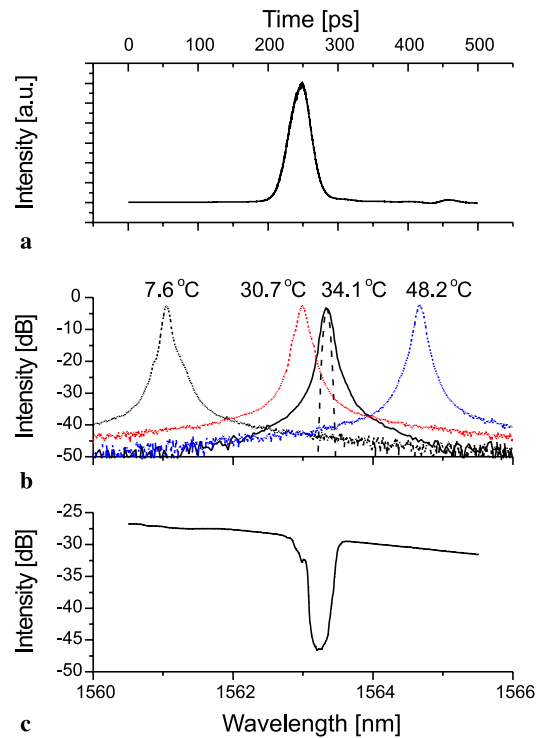 Time [ps]
0 100 200 300 400 500
Intensity [a.u.]
a
7.6 °C 30.7 °C 34.1 °C 48.2 °C
0
-10
-20
-30
-40
-50
Intensity [dB]
b
-25
-30
-35
-40
-45
-50
Intensity [dB]
1560 1562 1564 1566
c
Wavelength [nm]